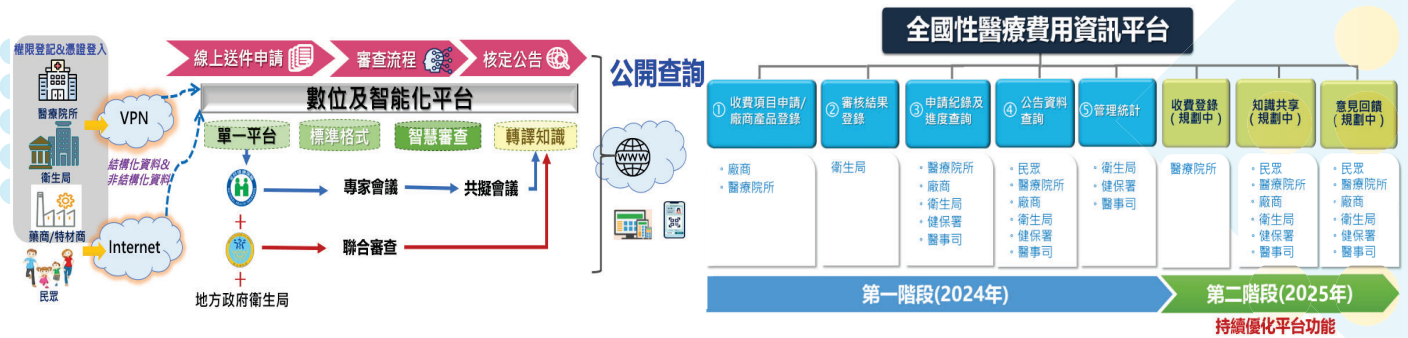 權限登記&憑證登入
醫療院所
衛生局
藥商/特材商
民眾
VPN
結構化資料&
非結構化資料
Internet
線上送件申請
審查流程
核定公告
數位及智能化平台
單一平台
標準格式
智慧審查
轉譯知識
專家會議
共擬會議
+
聯合審查
+
地方政府衛生局
公開查詢
WWW
全國性醫療費用資訊平台
① 收費項目申請/
廠商產品登錄
・廠商
・醫療院所
② 審核結果
登錄
衛生局
③ 申請紀錄及
進度查詢
・醫療院所
・廠商
・衛生局
・健保署
・醫事司
④ 公告資料
查詢
・民眾
・醫療院所
・廠商
・衛生局
・健保署
・醫事司
⑤管理統計
・衛生局
・健保署
・醫事司
收費登錄
(規劃中)
醫療院所
知識共享
(規劃中)
・民眾
・醫療院所
・廠商
・衛生局
・健保署
・醫事司
意見回饋
(規劃中)
・民眾
・醫療院所
・廠商
・衛生局
・健保署
・醫事司
第一階段(2024年)
第二階段(2025年)
持續優化平台功能